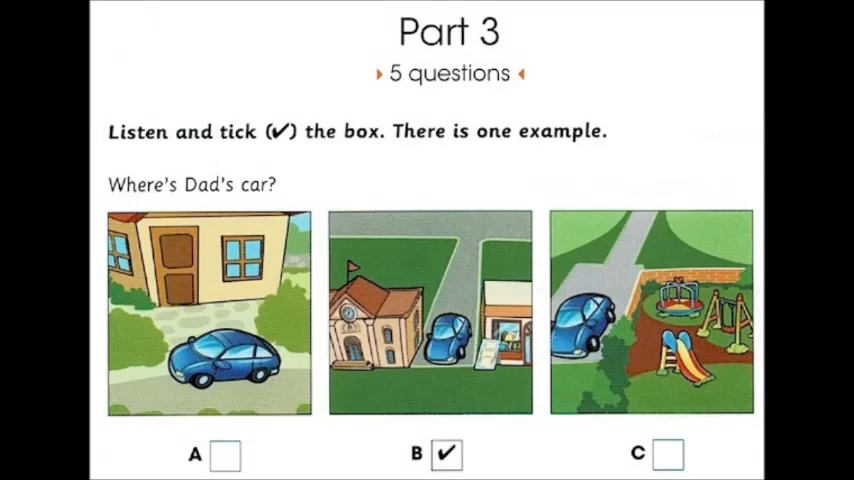 Part 3
5 questions
Listen and tick (✔) the box. There is one example.
Where's Dad's car?
A
B ✔
C